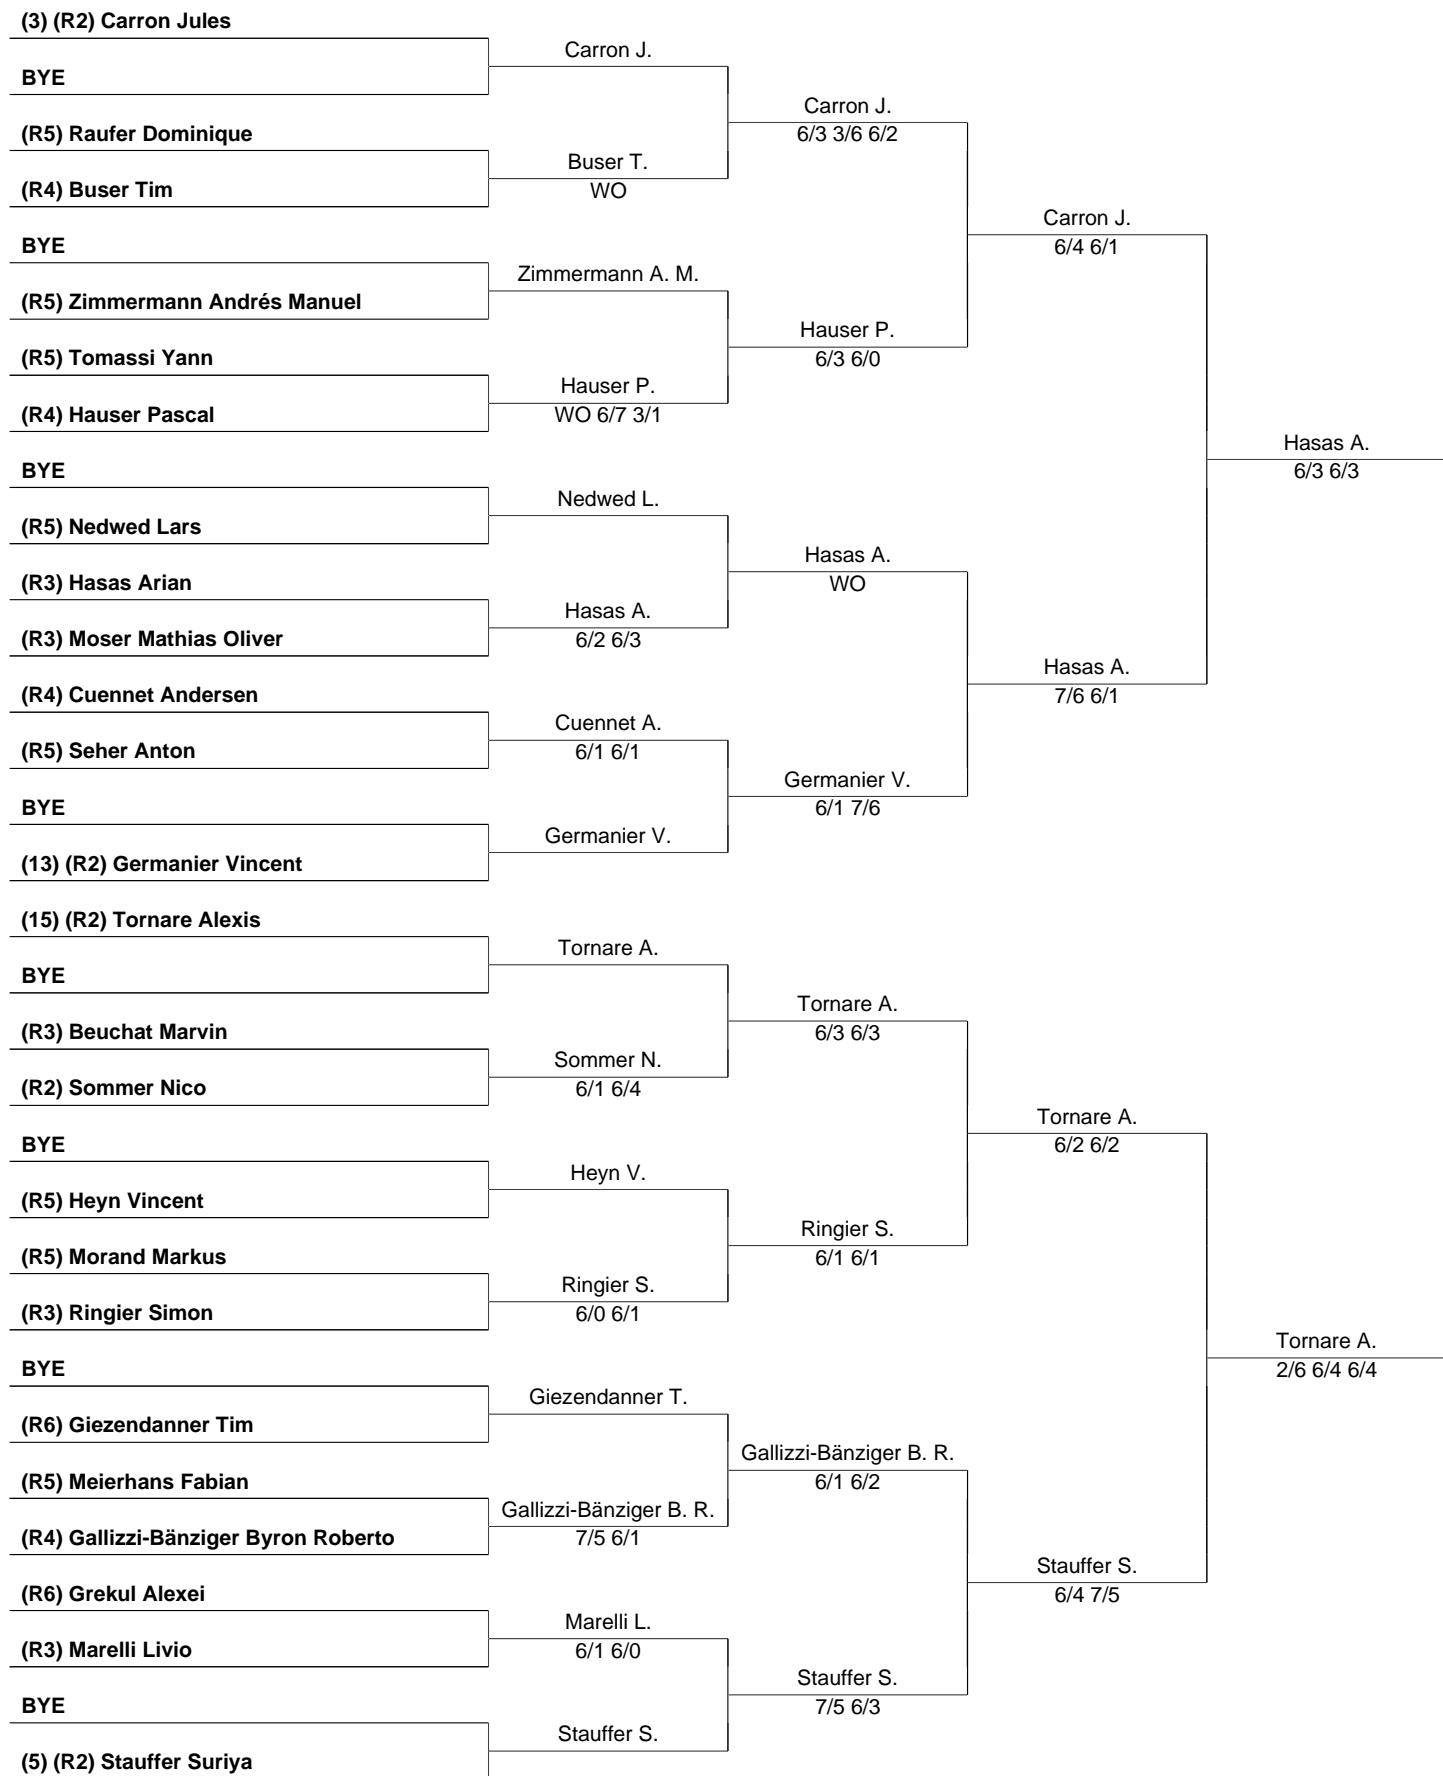 (3) (R2) Carron Jules
Carron J.
BYE
Carron J.
(R5) Raufer Dominique
6/3 3/6 6/2
Buser T.
(R4) Buser Tim
WO
Carron J.
BYE
6/4 6/1
Zimmermann A. M.
(R5) Zimmermann Andrés Manuel
Hauser P.
(R5) Tomassi Yann
6/3 6/0
Hauser P.
(R4) Hauser Pascal
WO 6/7 3/1
Hasas A.
BYE
6/3 6/3
Nedwed L.
(R5) Nedwed Lars
Hasas A.
(R3) Hasas Arian
WO
Hasas A.
(R3) Moser Mathias Oliver
6/2 6/3
Hasas A.
(R4) Cuennet Andersen
7/6 6/1
Cuennet A.
(R5) Seher Anton
6/1 6/1
Germanier V.
BYE
6/1 7/6
Germanier V.
(13) (R2) Germanier Vincent
(15) (R2) Tornare Alexis
Tornare A.
BYE
Tornare A.
(R3) Beuchat Marvin
6/3 6/3
Sommer N.
(R2) Sommer Nico
6/1 6/4
Tornare A.
BYE
6/2 6/2
Heyn V.
(R5) Heyn Vincent
Ringier S.
(R5) Morand Markus
6/1 6/1
Ringier S.
(R3) Ringier Simon
6/0 6/1
Tornare A.
BYE
2/6 6/4 6/4
Giezendanner T.
(R6) Giezendanner Tim
Gallizzi-Bänziger B. R.
(R5) Meierhans Fabian
6/1 6/2
Gallizzi-Bänziger B. R.
(R4) Gallizzi-Bänziger Byron Roberto
7/5 6/1
Stauffer S.
(R6) Grekul Alexei
6/4 7/5
Marelli L.
(R3) Marelli Livio
6/1 6/0
Stauffer S.
BYE
7/5 6/3
Stauffer S.
(5) (R2) Stauffer Suriya